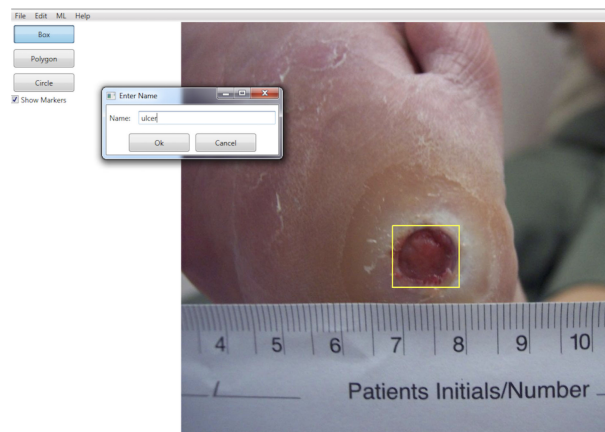 File Edit ML Help
Box
Polygon
Circle
Show Markers
Enter Name
Name: ulcer
Ok Cancel
4 5 6 7 8 9 10
Patients Initials/Number